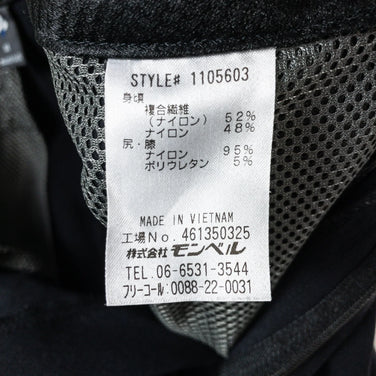 STYLE# 1105603
身頃
複合繊維
(ナイロン) 52%
ナイロン 48%
尻・膝
ナイロン 95%
ポリウレタン 5%
MADE IN VIETNAM
工場No. 461350325
株式会社 モンベル
TEL. 06-6531-3544
フリーコール: 0088-22-0031